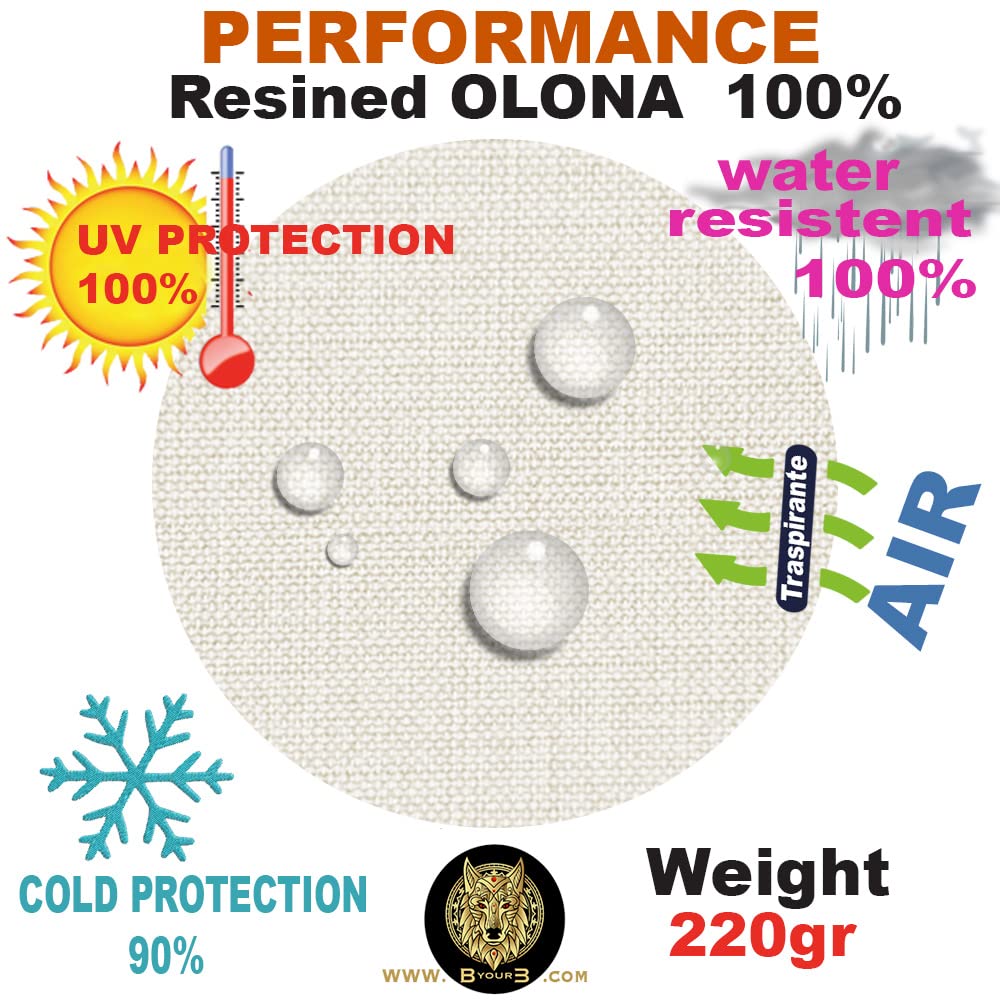 PERFORMANCE
Resined OLONA 100%
water
resistent
100%
UV PROTECTION
100%
Traspirante
AIR
COLD PROTECTION
90%
Weight
220gr
www. BYOUR3 .com